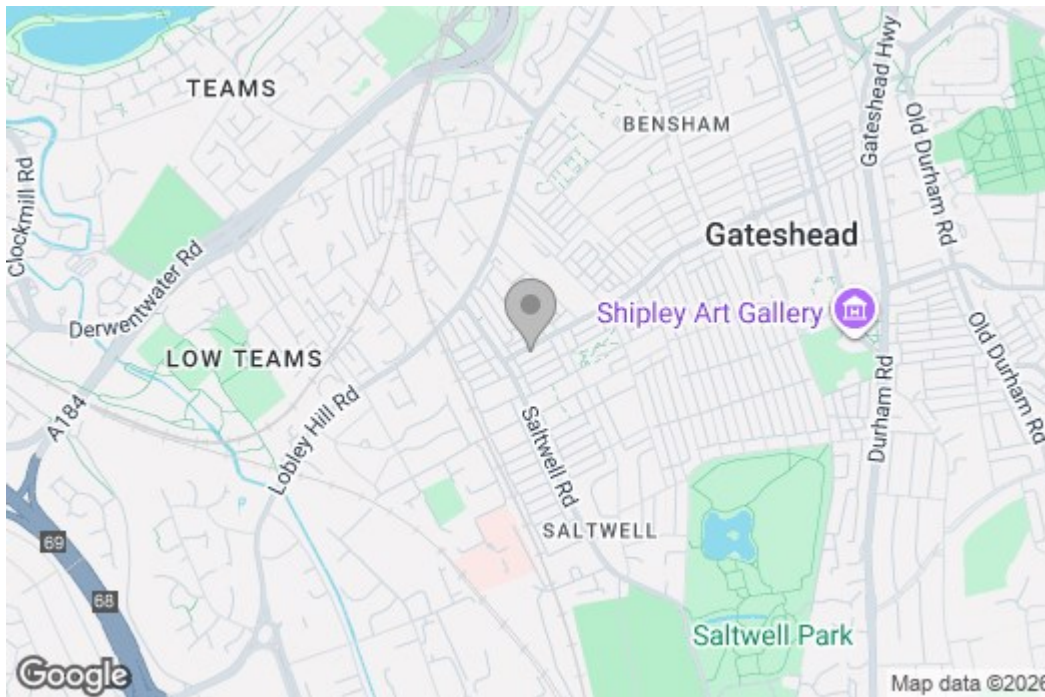 TEAMS
BENSHAM
Gateshead Hwy
Old Durham Rd
Clockmill Rd
Gateshead
Derwentwater Rd
Shipley Art Gallery
LOW TEAMS
Old Durham Rd
A184
Lobley Hill Rd
Saltwell Rd
Durham Rd
SALTWELL
69
68
Saltwell Park
Google
Map data ©2026